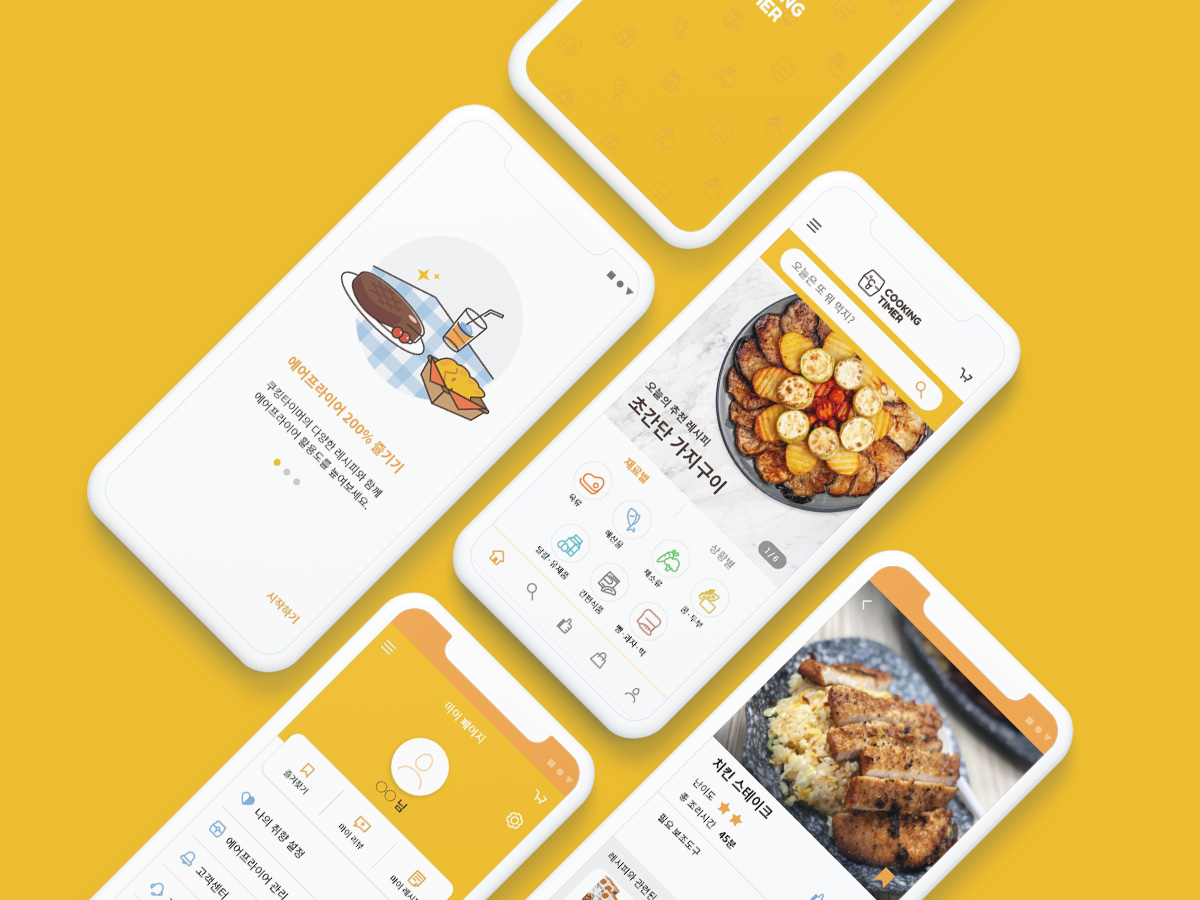 에어프라이어 200% 즐기기
쿠킹타이머의 다양한 레시피와 함께
에어프라이어 활용도를 높여보세요.
시작하기
COOKING
TIMER
오늘은 또 뭐 먹지?
오늘의 추천 레시피
초간단 가지구이
1/6
재료별
상황별
육류
해산물
채소류
콩·두부
달걀·유제품
간편식품
빵·과자·떡
마이 페이지
○○ 님
즐겨찾기
마이 리뷰
마이 레시
나의 취향 설정
에어프라이어 관리
고객센터
치킨 스테이크
난이도
총 조리시간 45분
필요 보조도구
레시피와 관련된